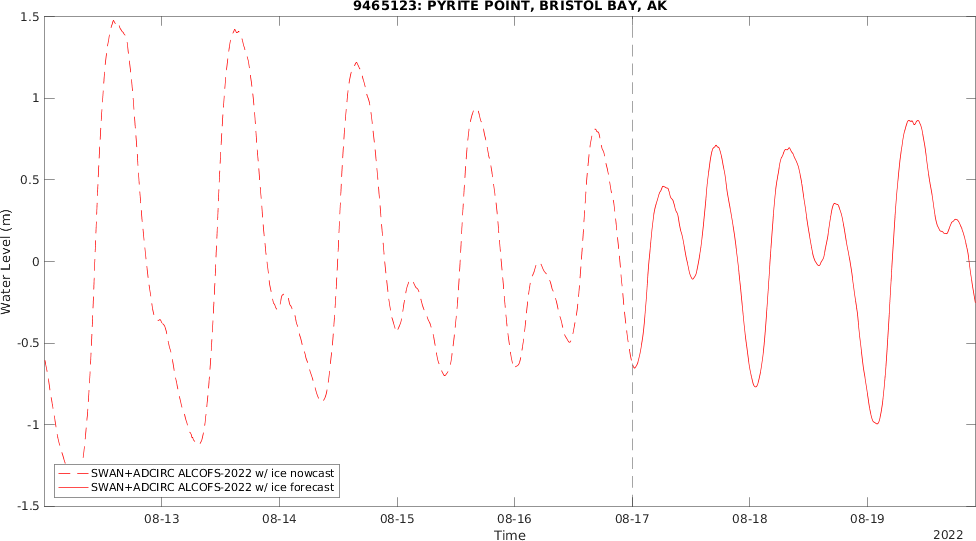 9465123: PYRITE POINT, BRISTOL BAY, AK
1.5
1
0.5
0
-0.5
-1
-1.5
Water Level (m)
SWAN+ADCIRC ALCOFS-2022 w/ ice nowcast
SWAN+ADCIRC ALCOFS-2022 w/ ice forecast
08-13 08-14 08-15 08-16 08-17 08-18 08-19
Time
2022